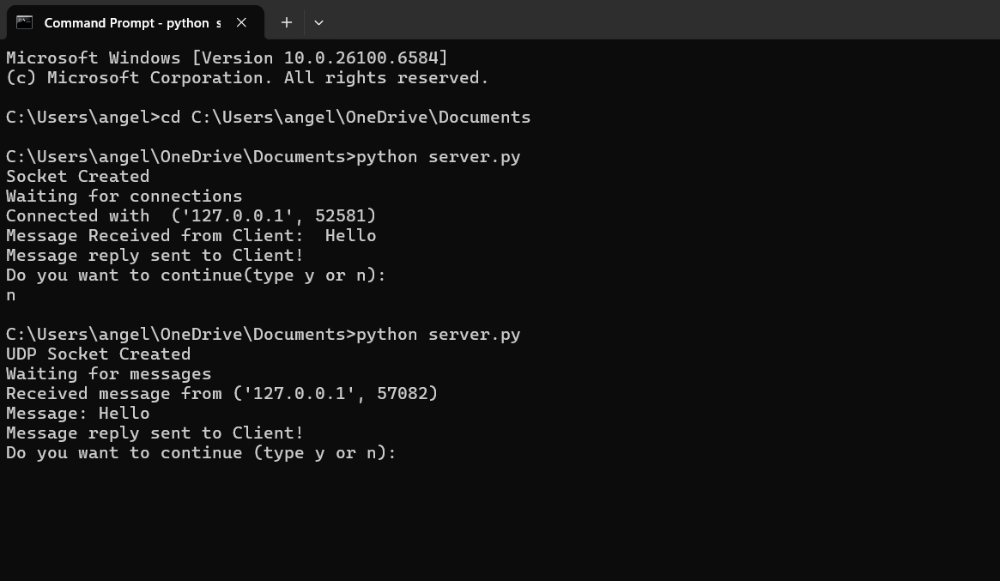 Command Prompt - python s
Microsoft Windows [Version 10.0.26100.6584]
(c) Microsoft Corporation. All rights reserved.
C:\Users\angel>cd C:\Users\angel\OneDrive\Documents
C:\Users\angel\OneDrive\Documents>python server.py
Socket Created
Waiting for connections
Connected with  ('127.0.0.1', 52581)
Message Received from Client:  Hello
Message reply sent to Client!
Do you want to continue(type y or n):
n
C:\Users\angel\OneDrive\Documents>python server.py
UDP Socket Created
Waiting for messages
Received message from ('127.0.0.1', 57082)
Message: Hello
Message reply sent to Client!
Do you want to continue (type y or n):